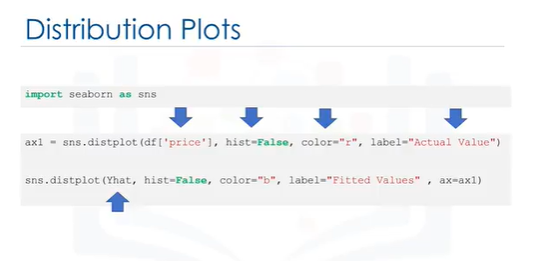 Distribution Plots
import seaborn as sns
ax1 = sns.distplot(df['price'], hist=False, color="r", label="Actual Value")
sns.distplot(Yhat, hist=False, color="b", label="Fitted Values" , ax=ax1)